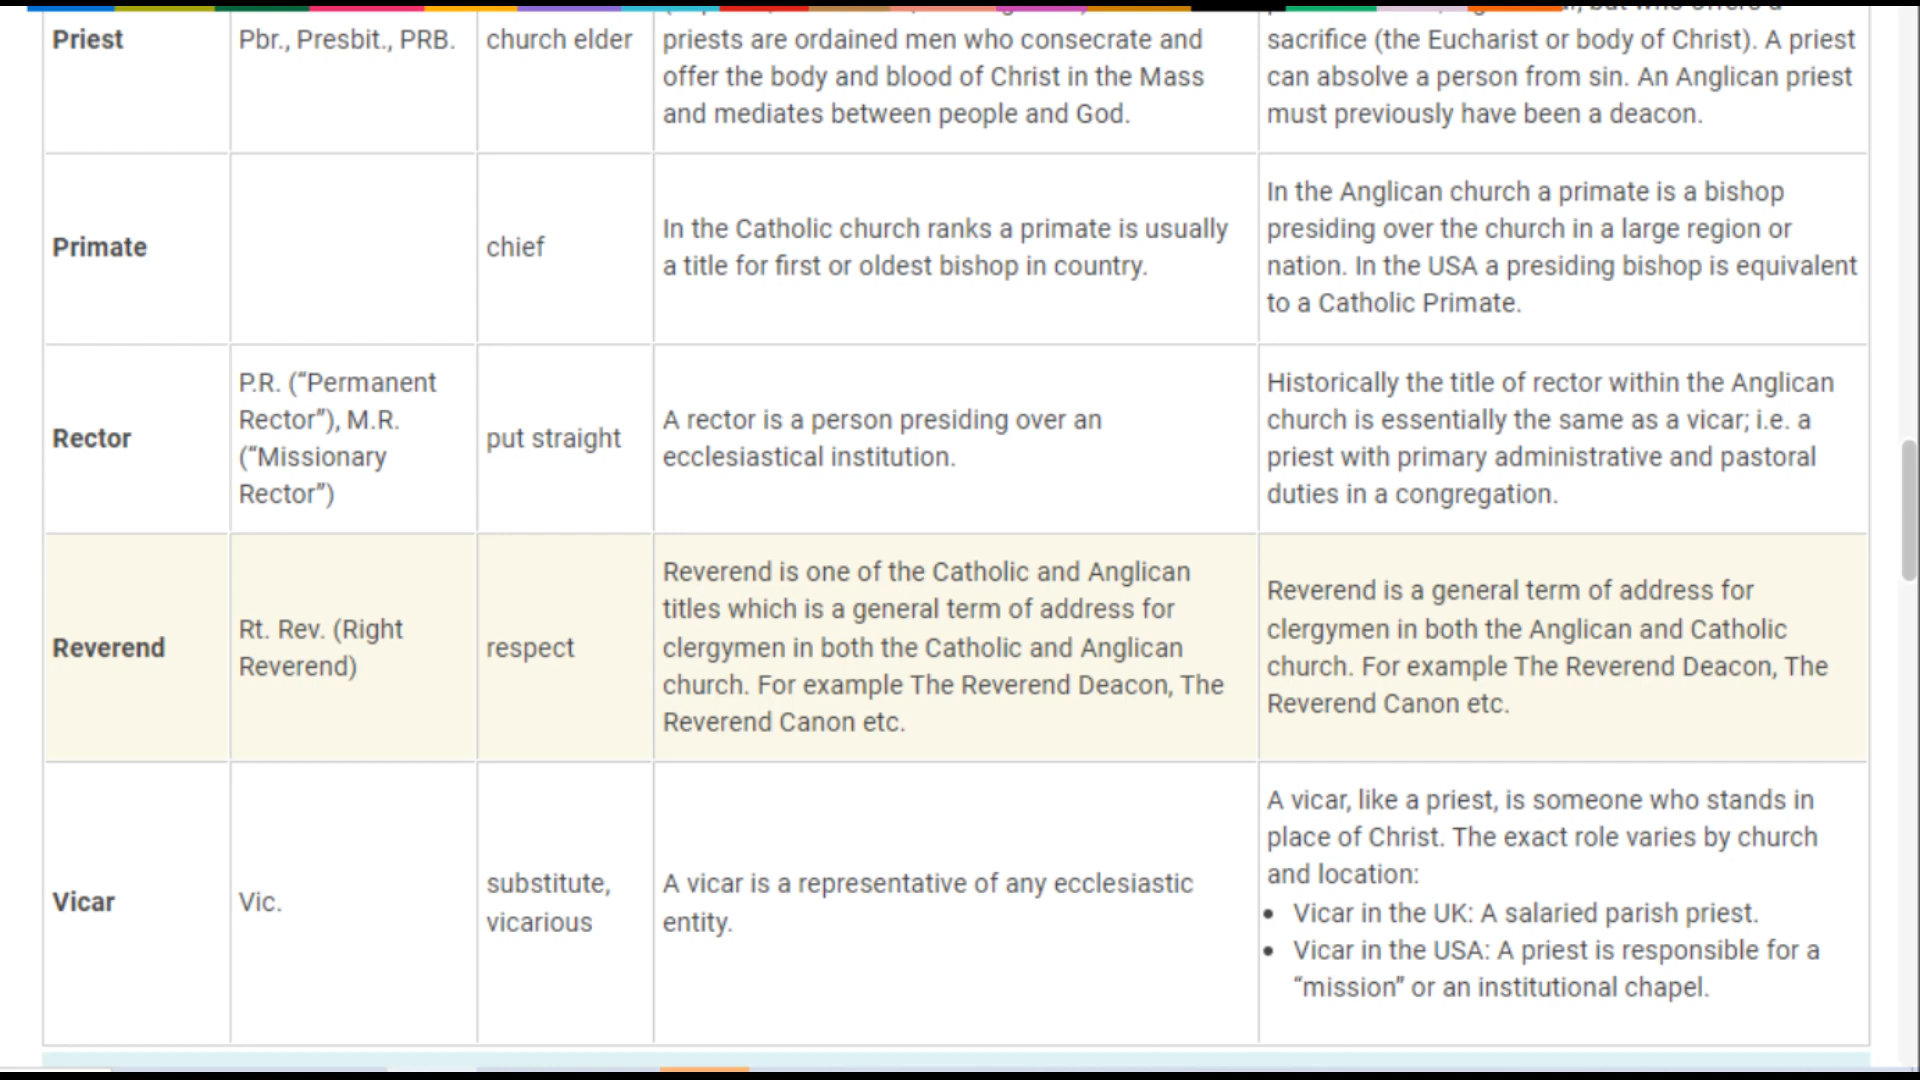 Priest
Pbr., Presbit., PRB.
church elder
priests are ordained men who consecrate and
offer the body and blood of Christ in the Mass
and mediates between people and God.
sacrifice (the Eucharist or body of Christ). A priest
can absolve a person from sin. An Anglican priest
must previously have been a deacon.
Primate
chief
In the Catholic church ranks a primate is usually
a title for first or oldest bishop in country.
In the Anglican church a primate is a bishop
presiding over the church in a large region or
nation. In the USA a presiding bishop is equivalent
to a Catholic Primate.
Rector
P.R. (“Permanent
Rector”), M.R.
(“Missionary
Rector”)
put straight
A rector is a person presiding over an
ecclesiastical institution.
Historically the title of rector within the Anglican
church is essentially the same as a vicar; i.e. a
priest with primary administrative and pastoral
duties in a congregation.
Reverend
Rt. Rev. (Right
Reverend)
respect
Reverend is one of the Catholic and Anglican
titles which is a general term of address for
clergymen in both the Catholic and Anglican
church. For example The Reverend Deacon, The
Reverend Canon etc.
Reverend is a general term of address for
clergymen in both the Anglican and Catholic
church. For example The Reverend Deacon, The
Reverend Canon etc.
Vicar
Vic.
substitute,
vicarious
A vicar is a representative of any ecclesiastic
entity.
A vicar, like a priest, is someone who stands in
place of Christ. The exact role varies by church
and location:
• Vicar in the UK: A salaried parish priest.
• Vicar in the USA: A priest is responsible for a
“mission” or an institutional chapel.